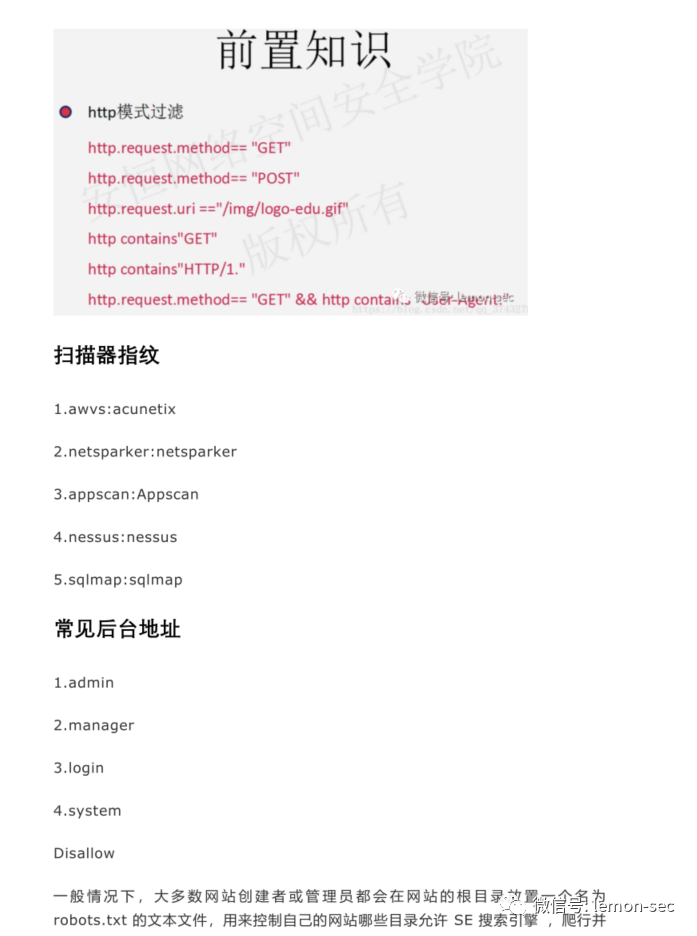 前置知识
http模式过滤
http.request.method== "GET"
http.request.method== "POST"
http.request.uri =="/img/logo-edu.gif"
http contains"GET"
http contains"HTTP/1."
http.request.method== "GET" && http contains "User-Agent:"
安恒网络空间安全学院
版权所有
微信号: lemon-sec
扫描器指纹
1.awvs:acunetix
2.netsparker:netsparker
3.appscan:Appscan
4.nessus:nessus
5.sqlmap:sqlmap
常见后台地址
1.admin
2.manager
3.login
4.system
Disallow
一般情况下，大多数网站创建者或管理员都会在网站的根目录放置一个名为
robots.txt 的文本文件，用来控制自己的网站哪些目录允许 SE 搜索引擎 ，爬行并
微信号: lemon-sec